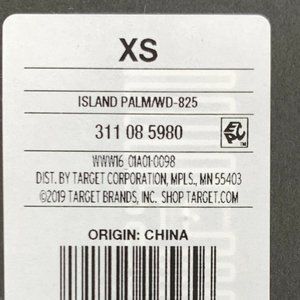 XS
ISLAND PALM/WD-825
311 08 5980
WWW16 01A01-0098
DIST. BY TARGET CORPORATION, MPLS., MN 55403
©2019 TARGET BRANDS, INC. SHOP TARGET.COM
ORIGIN: CHINA